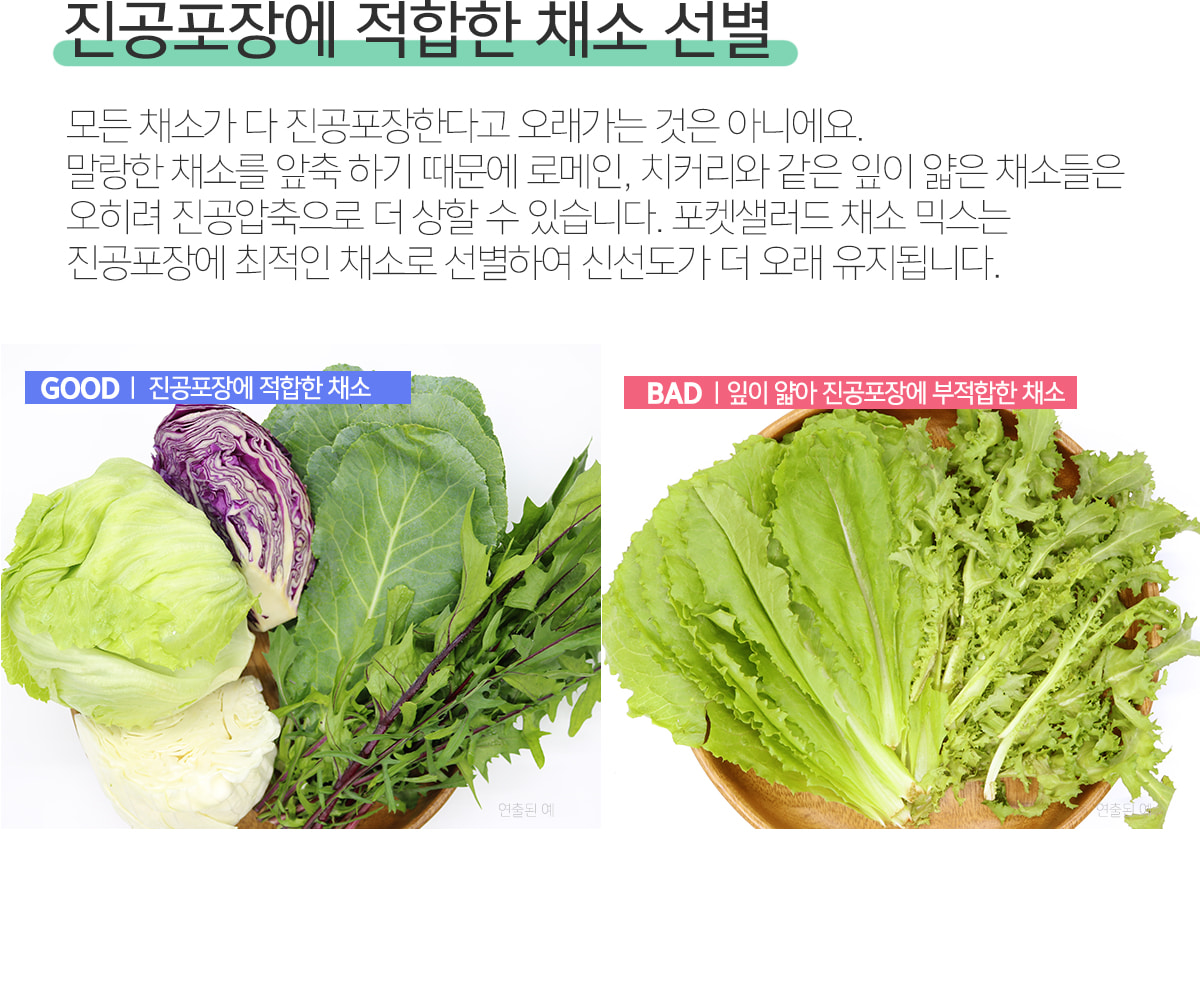 진공포장에 적합한 채소 선별
모든 채소가 다 진공포장한다고 오래가는 것은 아니에요.
말랑한 채소를 앞축 하기 때문에 로메인, 치커리와 같은 잎이 얇은 채소들은
오히려 진공압축으로 더 상할 수 있습니다. 포켓샐러드 채소 믹스는
진공포장에 최적인 채소로 선별하여 신선도가 더 오래 유지됩니다.
GOOD | 진공포장에 적합한 채소
BAD | 잎이 얇아 진공포장에 부적합한 채소
연출된 예
연출된 예